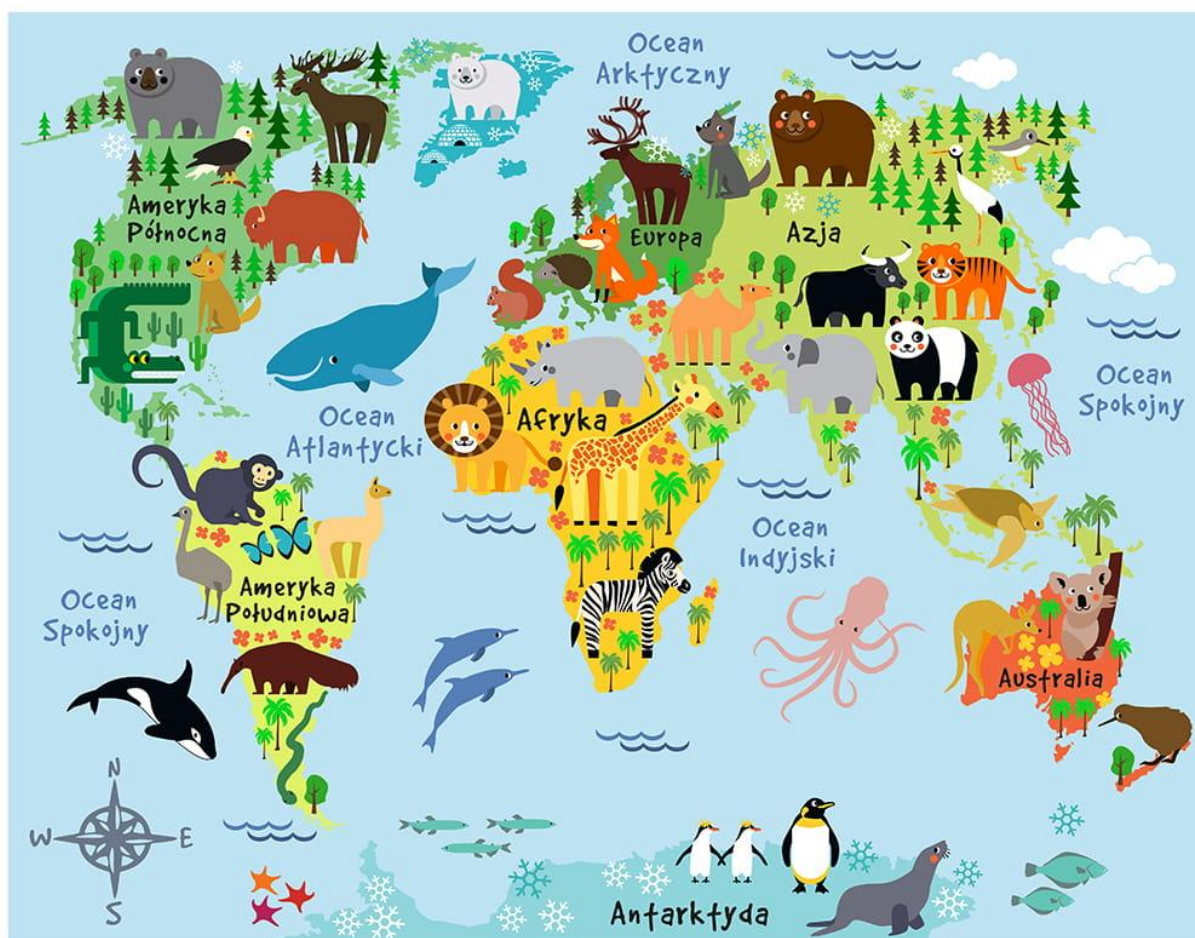 Ocean
Arktyczny
Ameryka
Północna
Europa
Azja
Ocean
Atlantycki
Afryka
Ocean
Spokojny
Ocean
Indyjski
Ocean
Spokojny
Ameryka
Południowa
Australia
N
W
E
S
Antarktyda